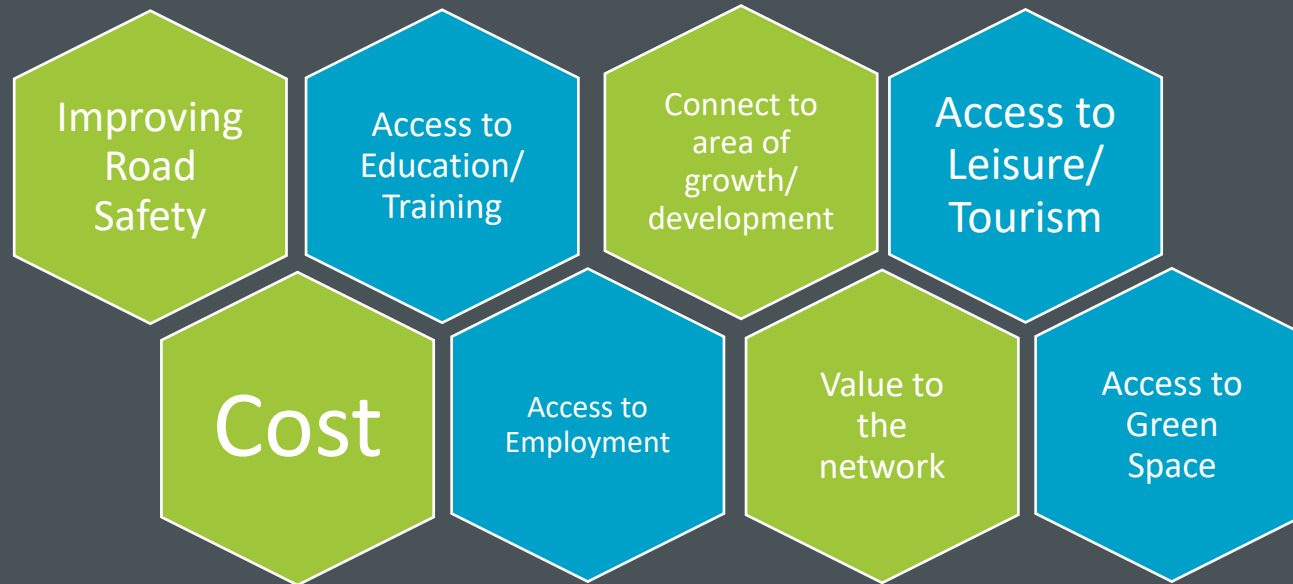 Improving
Road
Safety
Access to
Education/
Training
Connect to
area of
growth/
development
Access to
Leisure/
Tourism
Cost
Access to
Employment
Value to
the
network
Access to
Green
Space